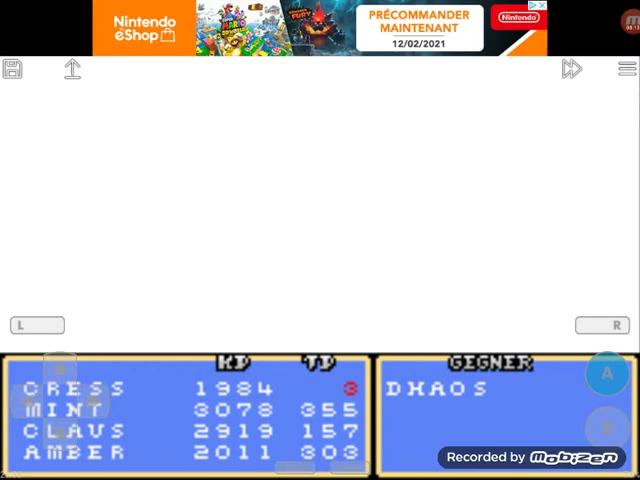 Nintendo
eShop
PRÉCOMMANDER
MAINTENANT
12/02/2021
Nintendo
L
R
KP TP
GEGNER
CRESS 1984 3
MINT 3078 355
CLAUS 2919 157
AMBER 2011 303
DHAOS
A
Recorded by Mobizen